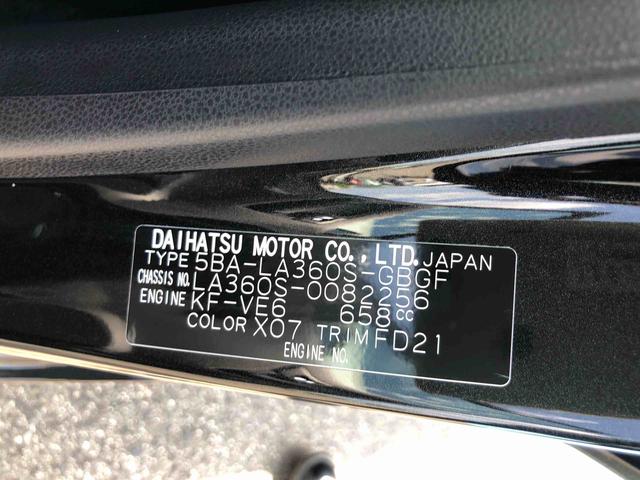 DAIHATSU MOTOR CO., LTD. JAPAN
TYPE 5BA-LA360S-GBGF
CHASSIS NO. LA360S-0082256
ENGINE KF-VE6 658cc
COLOR X07 TRIM FD21
ENGINE NO.